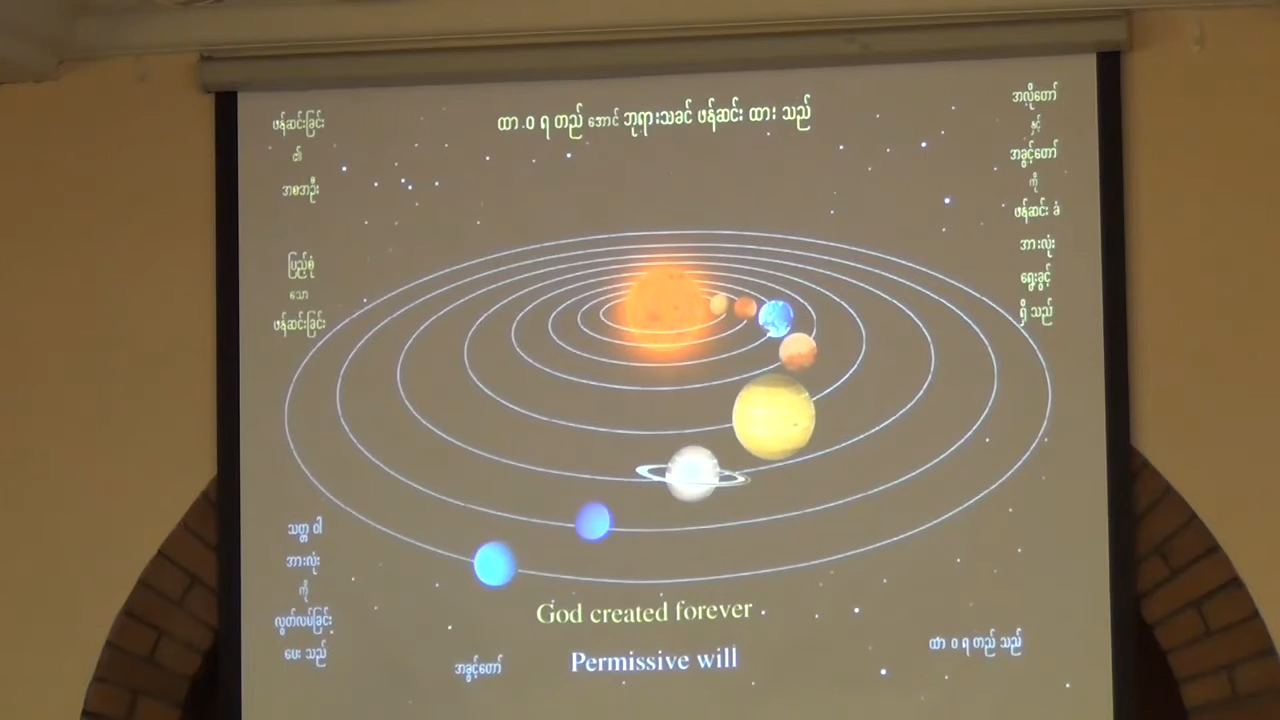 ထာ ဝ ရ တည် အောင် ဘုရားသခင် ဖန်ဆင်း ထား သည်
ဖန်ဆင်းခြင်း
၏
အစအဦး
ပြည့်စုံ
သော
ဖန်ဆင်းခြင်း
အလိုတော်
နှင့်
အခွင့်တော်
ကို
ဖန်ဆင်း ခံ
အားလုံး
ရွေးခွင့်
ရှိ သည်
သတ္တ ဝါ
အားလုံး
ကို
လွတ်လပ်ခြင်း
ပေး သည်
God created forever
အခွင့်တော် Permissive will
ထာ ဝ ရ တည် သည်